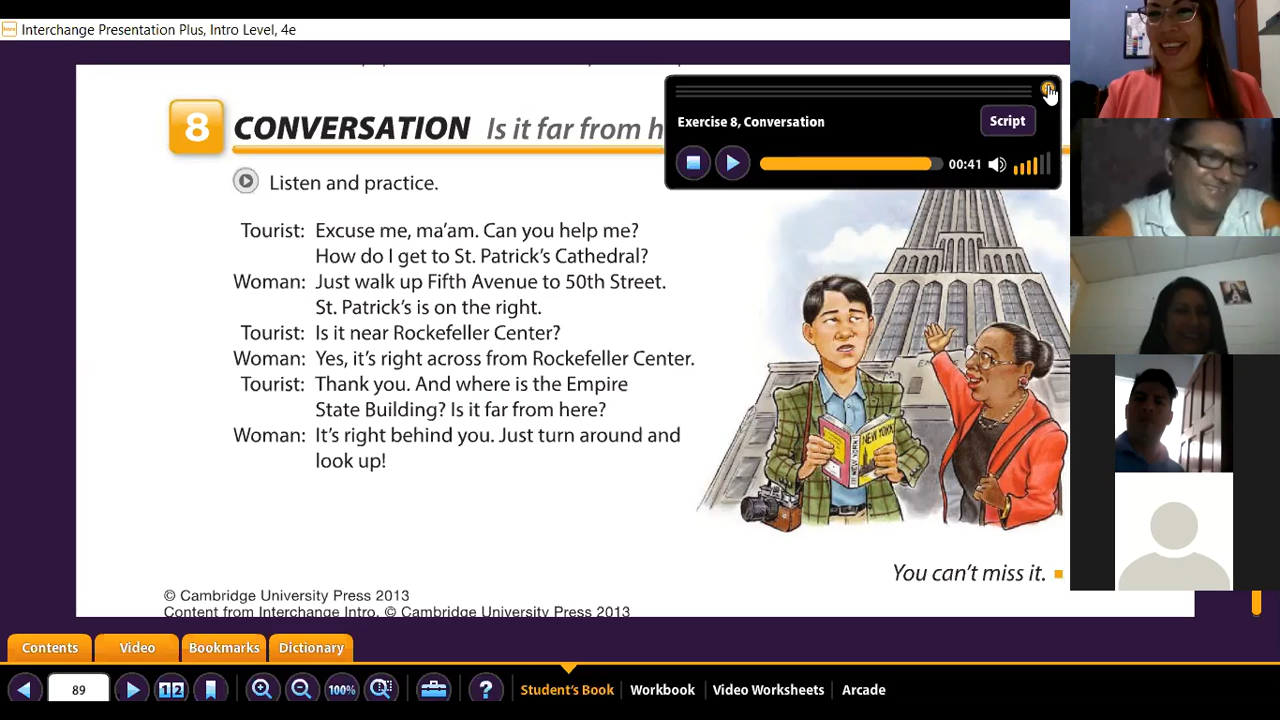 Interchange Presentation Plus, Intro Level, 4e
8 CONVERSATION Is it far from h
Exercise 8, Conversation
Script
00:41
Listen and practice.
Tourist: Excuse me, ma'am. Can you help me?
How do I get to St. Patrick's Cathedral?
Woman: Just walk up Fifth Avenue to 50th Street.
St. Patrick's is on the right.
Tourist: Is it near Rockefeller Center?
Woman: Yes, it's right across from Rockefeller Center.
Tourist: Thank you. And where is the Empire
State Building? Is it far from here?
Woman: It's right behind you. Just turn around and
look up!
NEW YORK
NEW YORK
You can't miss it.
© Cambridge University Press 2013
Content from Interchange Intro, © Cambridge University Press 2013
Contents Video Bookmarks Dictionary
89 1 2 100% ? Student's Book Workbook Video Worksheets Arcade